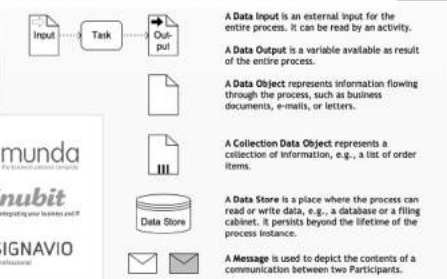 Input
Task
Out-
put
A Data Input is an external input for the
entire process. It can be read by an activity.
A Data Output is a variable available as result
of the entire process.
A Data Object represents information flowing
through the process, such as business
documents, e-mails, or letters.
A Collection Data Object represents a
collection of information, e.g., a list of order
items.
munda
nubit
integrating your business and IT
SIGNAVIO
Data Store
A Data Store is a place where the process can
read or write data, e.g., a database or a filing
cabinet. It persists beyond the lifetime of the
process instance.
A Message is used to depict the contents of a
communication between two Participants.